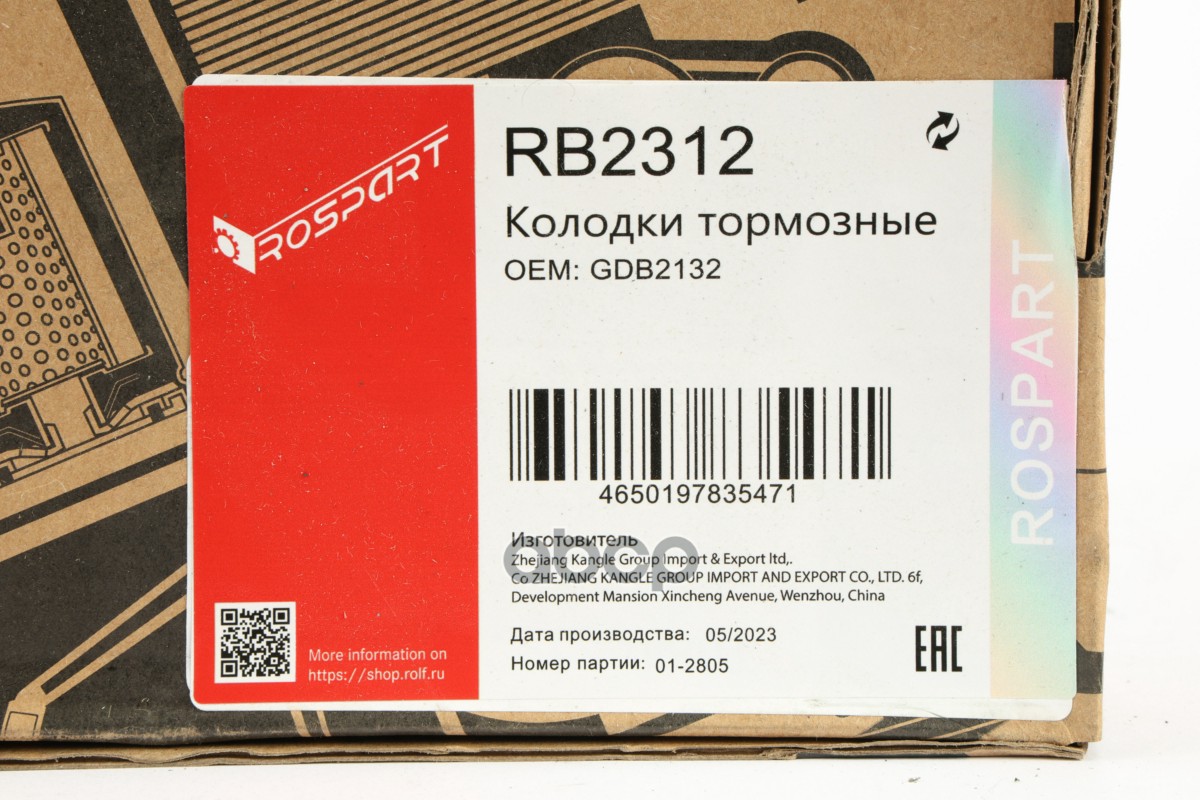 ROSPART
RB2312
Колодки тормозные
OEM: GDB2132
4650197835471
Изготовитель
Zhejiang Kangle Group Import & Export ltd,.
Co ZHEJIANG KANGLE GROUP IMPORT AND EXPORT CO., LTD. 6f,
Development Mansion Xincheng Avenue, Wenzhou, China
abcp
Дата производства: 05/2023
Номер партии: 01-2805
EAC
More information on
https://shop.rolf.ru
ROSPART